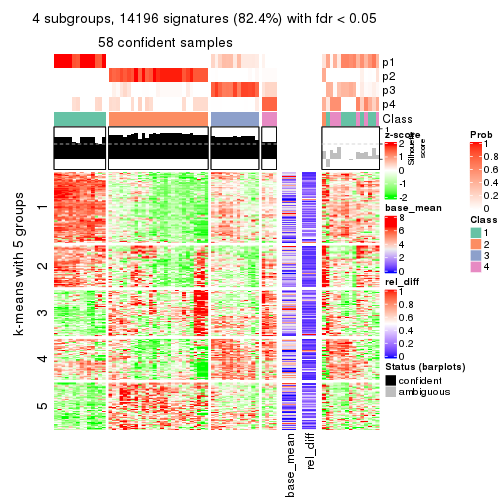 4 subgroups, 14196 signatures (82.4%) with fdr < 0.05
58 confident samples
p1
p2
p3
p4
Class
1
Silhouette
score
k-means with 5 groups
1
2
3
4
5
base_mean
rel_diff
z-score
2
1
0
-1
-2
base_mean
8
6
4
2
0
rel_diff
1
0.8
0.6
0.4
0.2
0
Status (barplots)
confident
ambiguous
Prob
1
0.8
0.6
0.4
0.2
0
Class
1
2
3
4